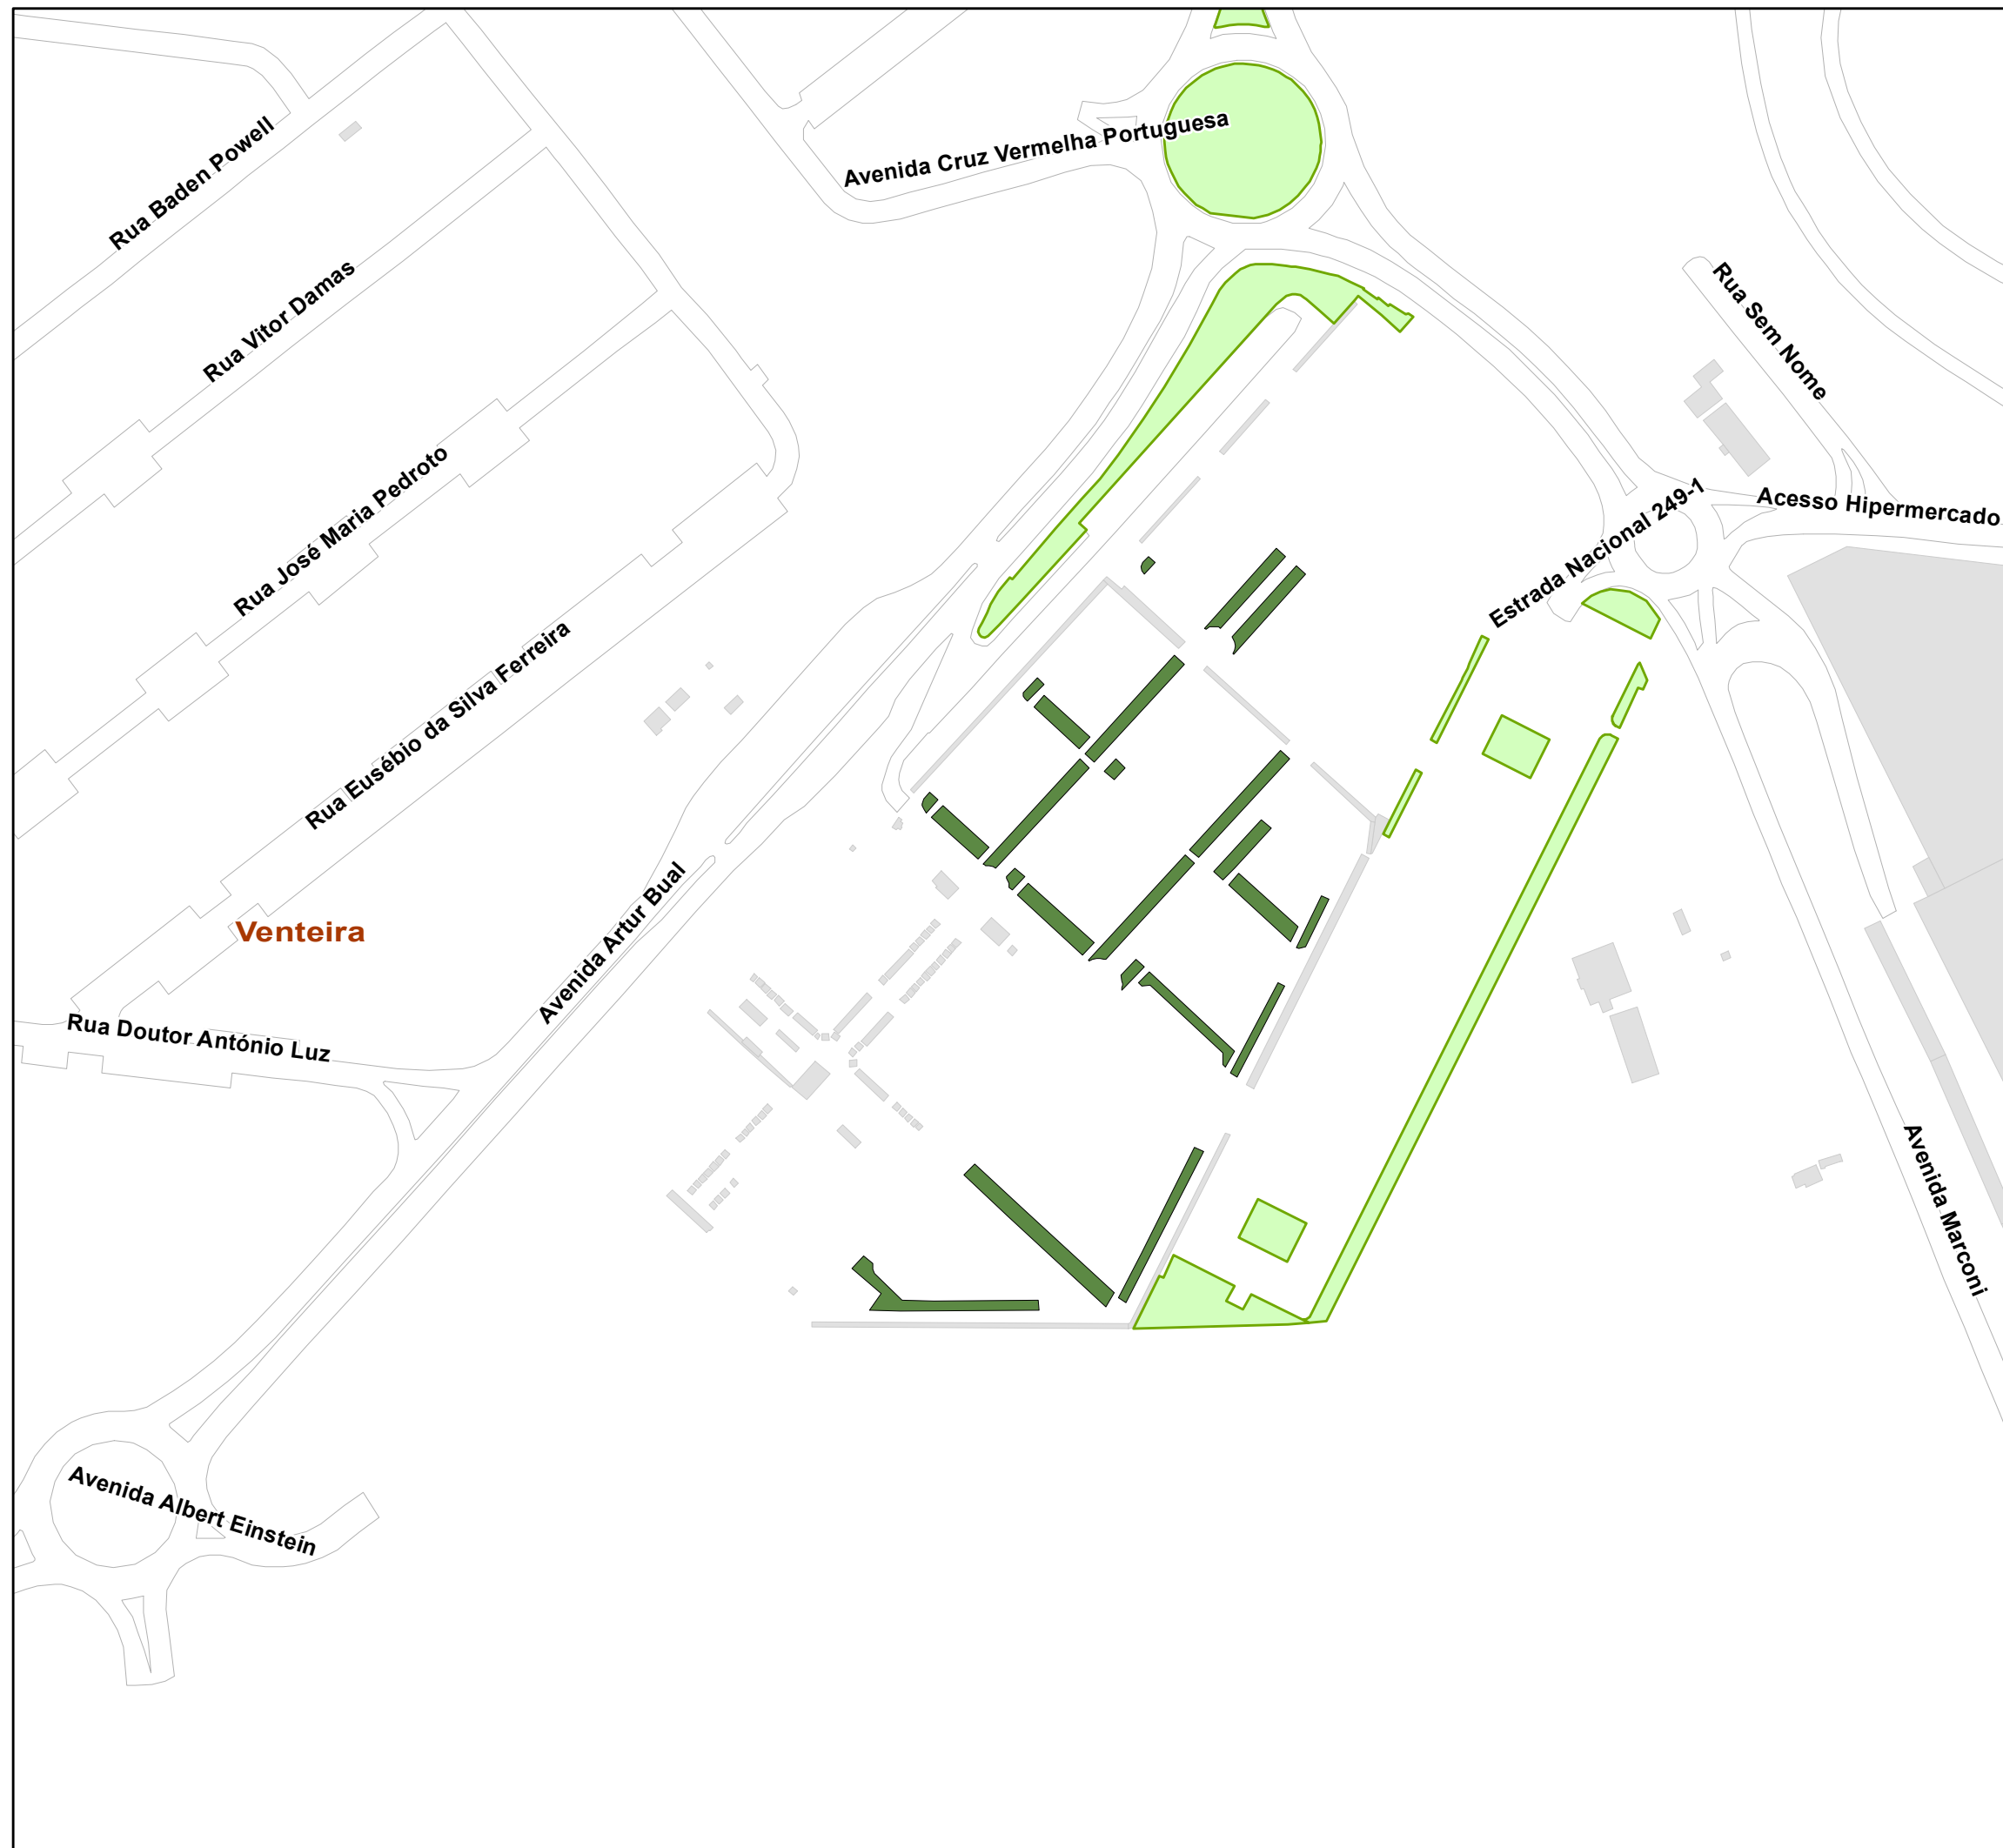 Rua Baden Powell
Avenida Cruz Vermelha Portuguesa
Rua Vitor Damas
Rua Sem Nome
Rua José Maria Pedroto
Acesso Hipermercado
Estrada Nacional 249-1
Rua Eusébio da Silva Ferreira
Venteira
Avenida Artur Bual
Rua Doutor António Luz
Avenida Marconi
Avenida Albert Einstein